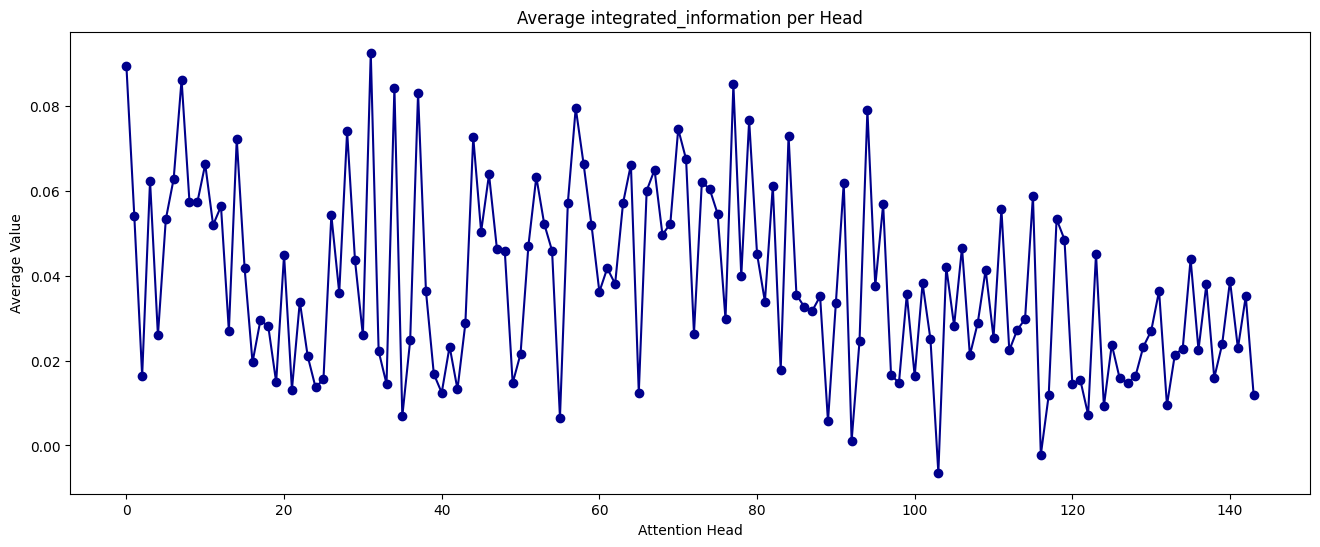 Average integrated_information per Head
Average Value
0.08
0.06
0.04
0.02
0.00
0 20 40 60 80 100 120 140
Attention Head